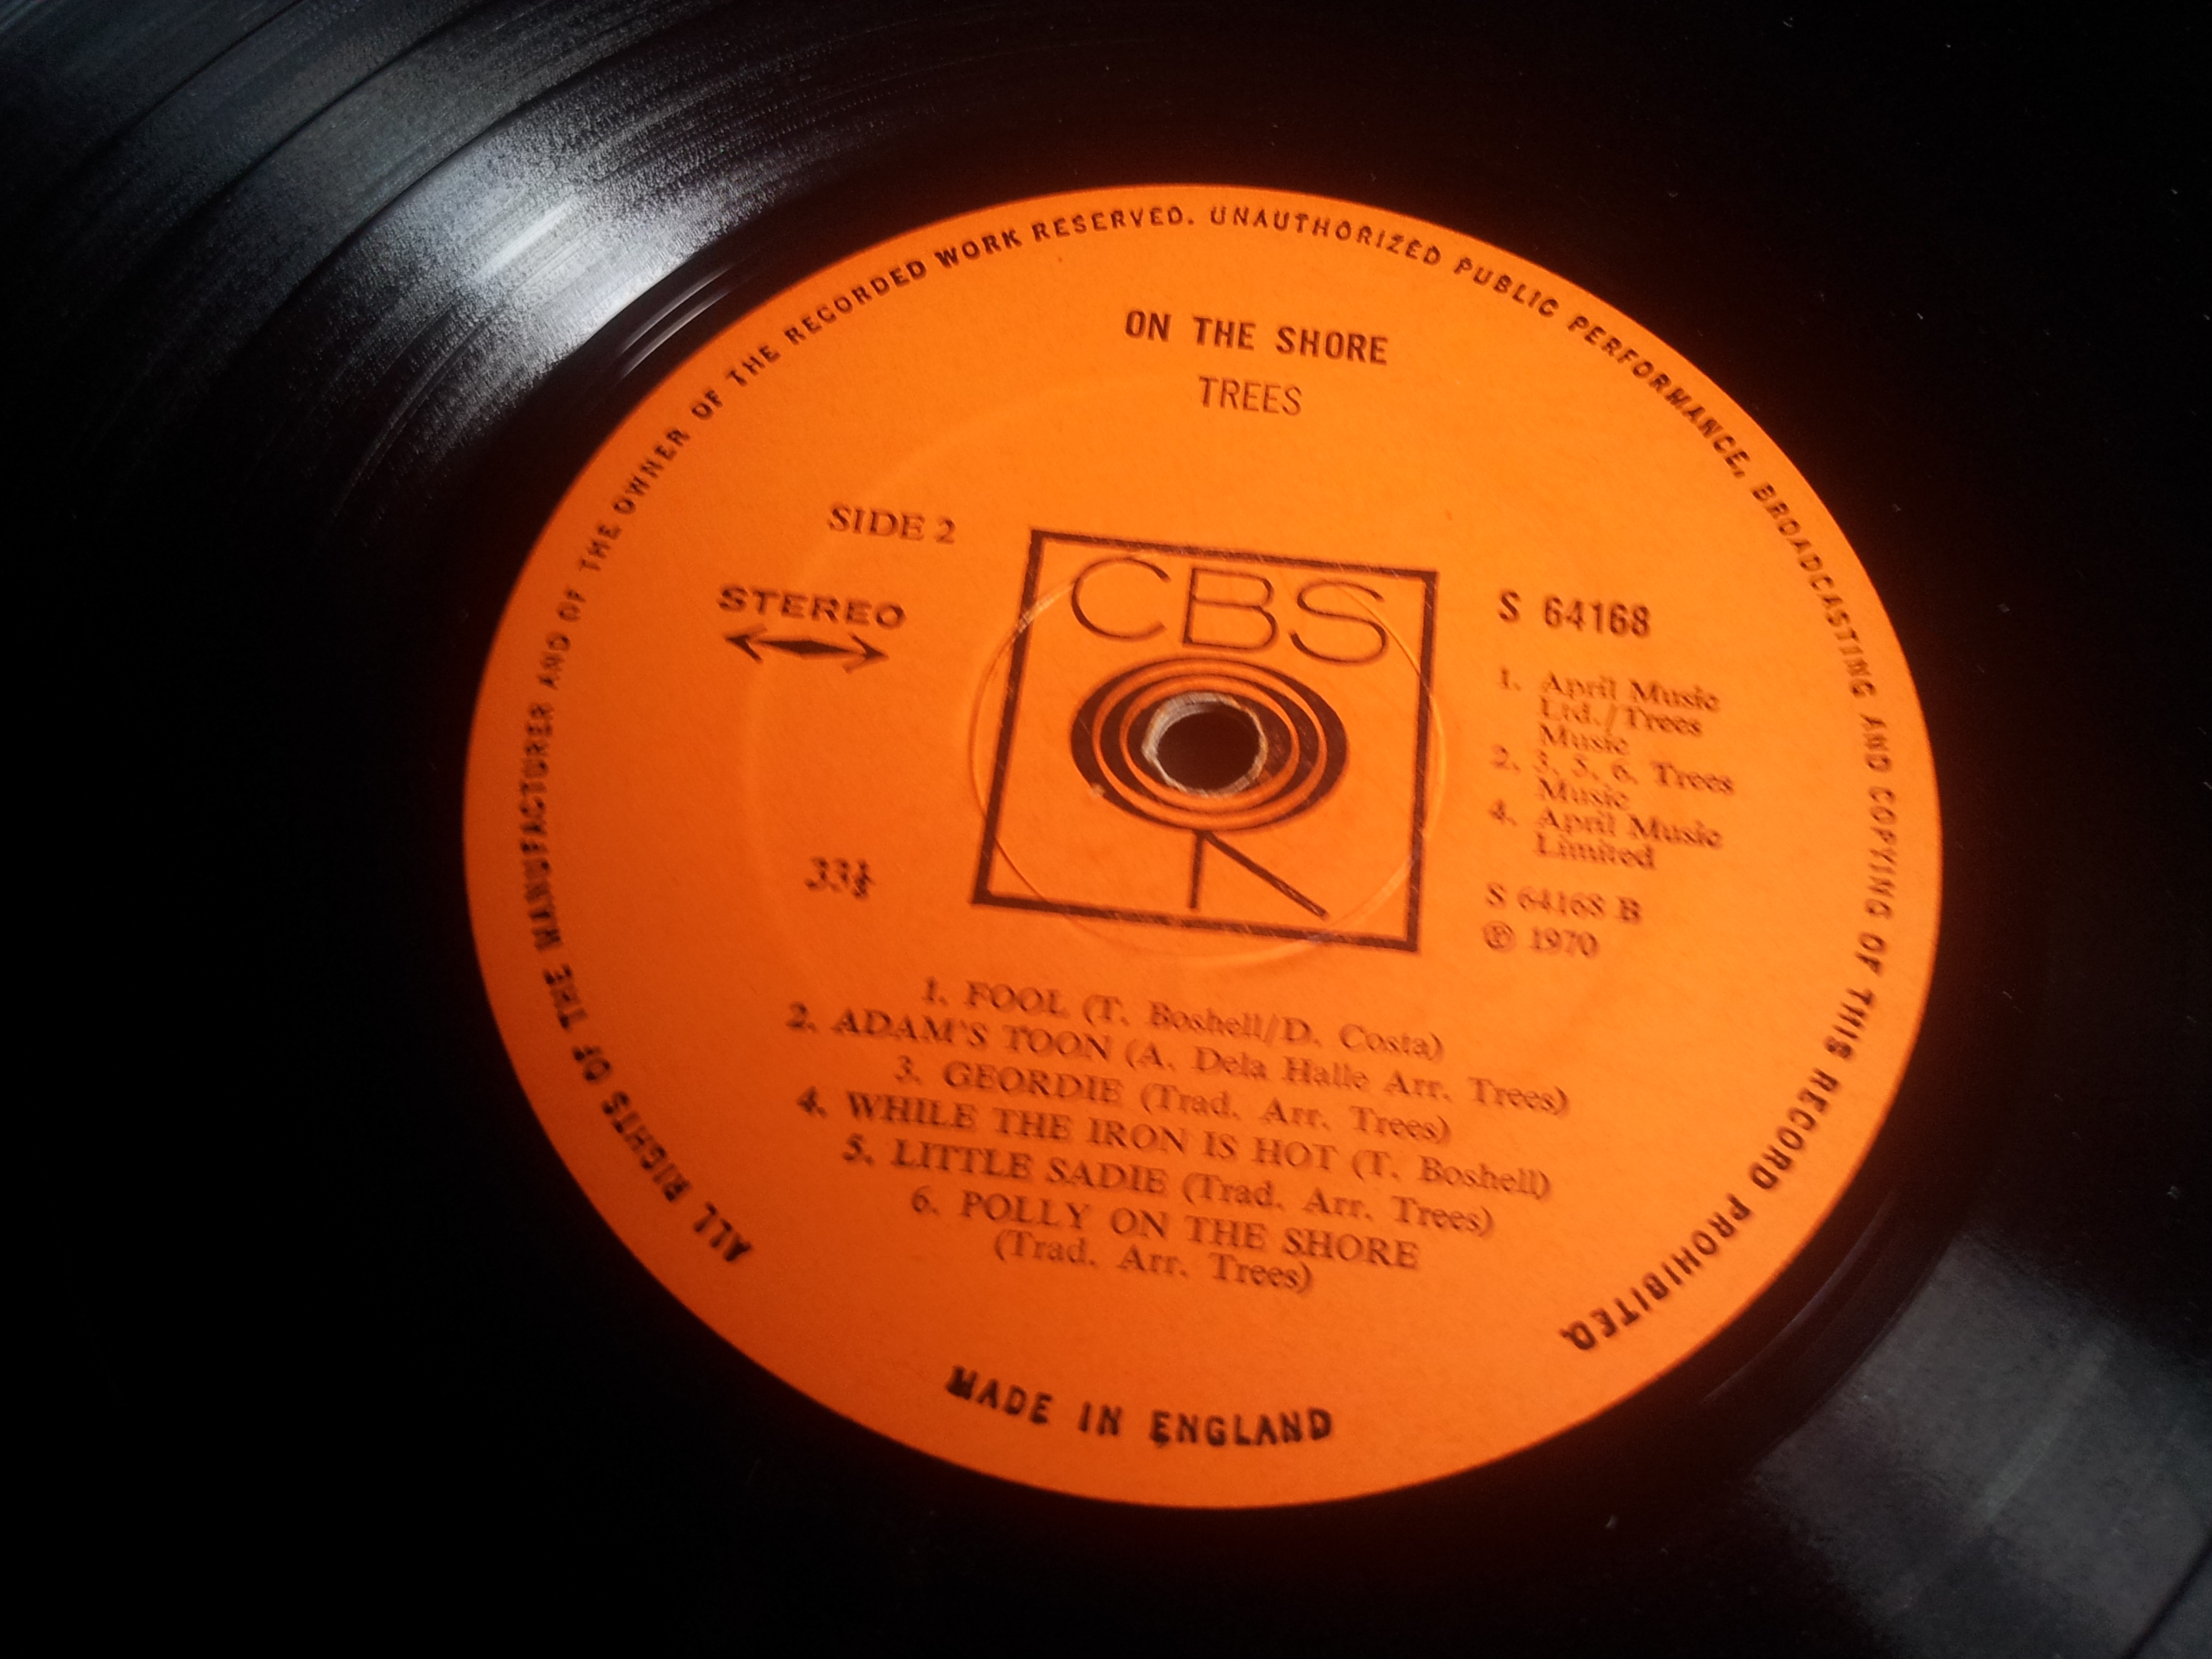 ALL RIGHTS OF THE MANUFACTURER AND OF THE OWNER OF THE RECORDED WORK RESERVED. UNAUTHORIZED PUBLIC PERFORMANCE, BROADCASTING AND COPYING OF THIS RECORD PROHIBITED
ON THE SHORE
TREES
SIDE 2
STEREO
33⅓
CBS
S 64168
1. April Music
Ltd./Trees
Music
2. 3. 5. 6. Trees
Music
4. April Music
Limited
S 64168 B
℗ 1970
1. FOOL (T. Boshell/D. Costa)
2. ADAM'S TOON (A. Dela Halle Arr. Trees)
3. GEORDIE (Trad. Arr. Trees)
4. WHILE THE IRON IS HOT (T. Boshell)
5. LITTLE SADIE (Trad. Arr. Trees)
6. POLLY ON THE SHORE
(Trad. Arr. Trees)
MADE IN ENGLAND